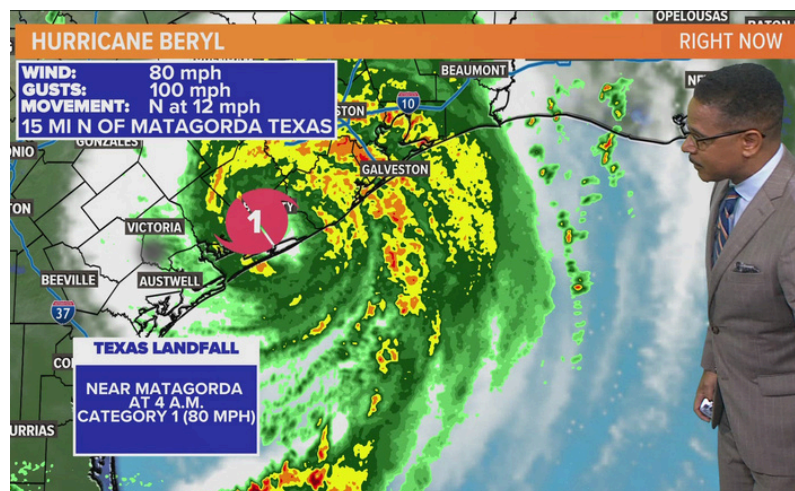 OPELOUSAS
HURRICANE BERYL
RIGHT NOW
WIND: 80 mph
GUSTS: 100 mph
MOVEMENT: N at 12 mph
15 MI N OF MATAGORDA TEXAS
BEAUMONT
10
GONZALES
GALVESTON
1
VICTORIA
BEEVILLE
AUSTWELL
37
TEXAS LANDFALL
NEAR MATAGORDA
AT 4 A.M.
CATEGORY 1 (80 MPH)